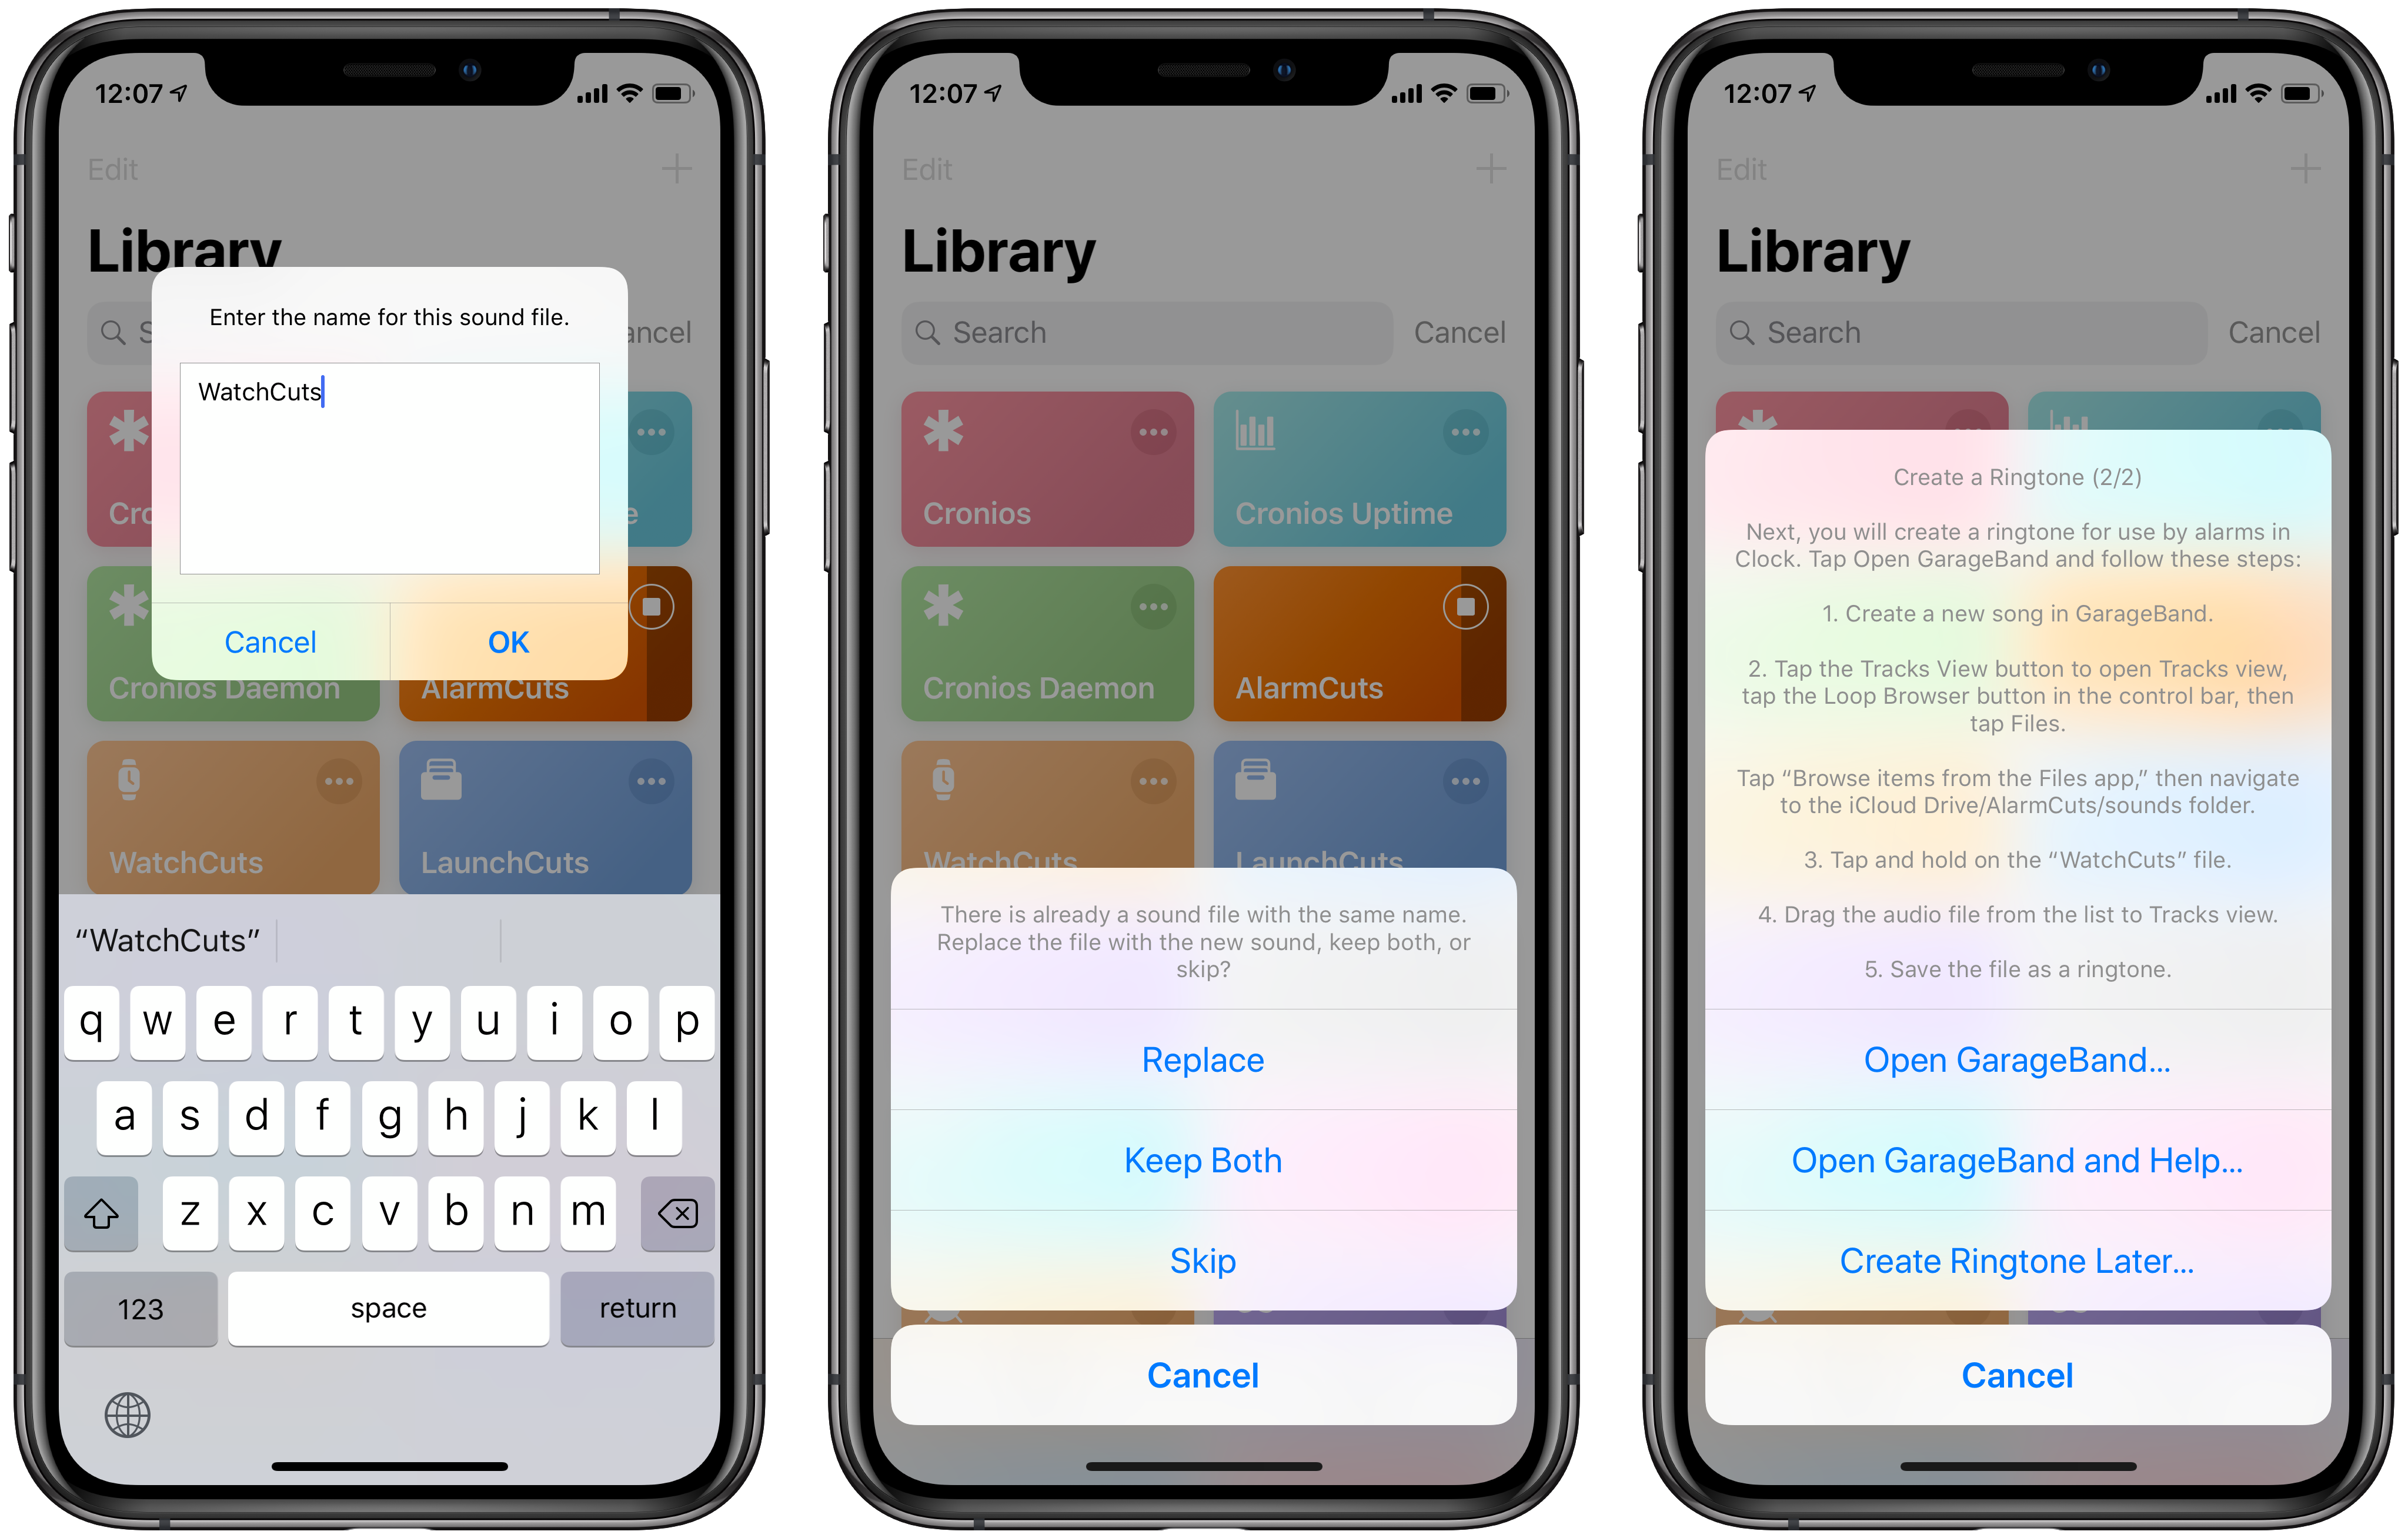 12:07
Edit
Library
Enter the name for this sound file.
WatchCuts
Cancel
OK
Cronios Daemon
AlarmCuts
WatchCuts
LaunchCuts
“WatchCuts”
q w e r t y u i o p
a s d f g h j k l
z x c v b n m
123
space
return
12:07
Edit
Library
Search
Cancel
Cronios
Cronios Uptime
Cronios Daemon
AlarmCuts
WatchCuts
LaunchCuts
There is already a sound file with the same name.
Replace the file with the new sound, keep both, or
skip?
Replace
Keep Both
Skip
Cancel
12:07
Edit
Library
Search
Cancel
Create a Ringtone (2/2)
Next, you will create a ringtone for use by alarms in
Clock. Tap Open GarageBand and follow these steps:
1. Create a new song in GarageBand.
2. Tap the Tracks View button to open Tracks view,
tap the Loop Browser button in the control bar, then
tap Files.
Tap “Browse items from the Files app,” then navigate
to the iCloud Drive/AlarmCuts/sounds folder.
3. Tap and hold on the “WatchCuts” file.
4. Drag the audio file from the list to Tracks view.
5. Save the file as a ringtone.
Open GarageBand...
Open GarageBand and Help...
Create Ringtone Later...
Cancel